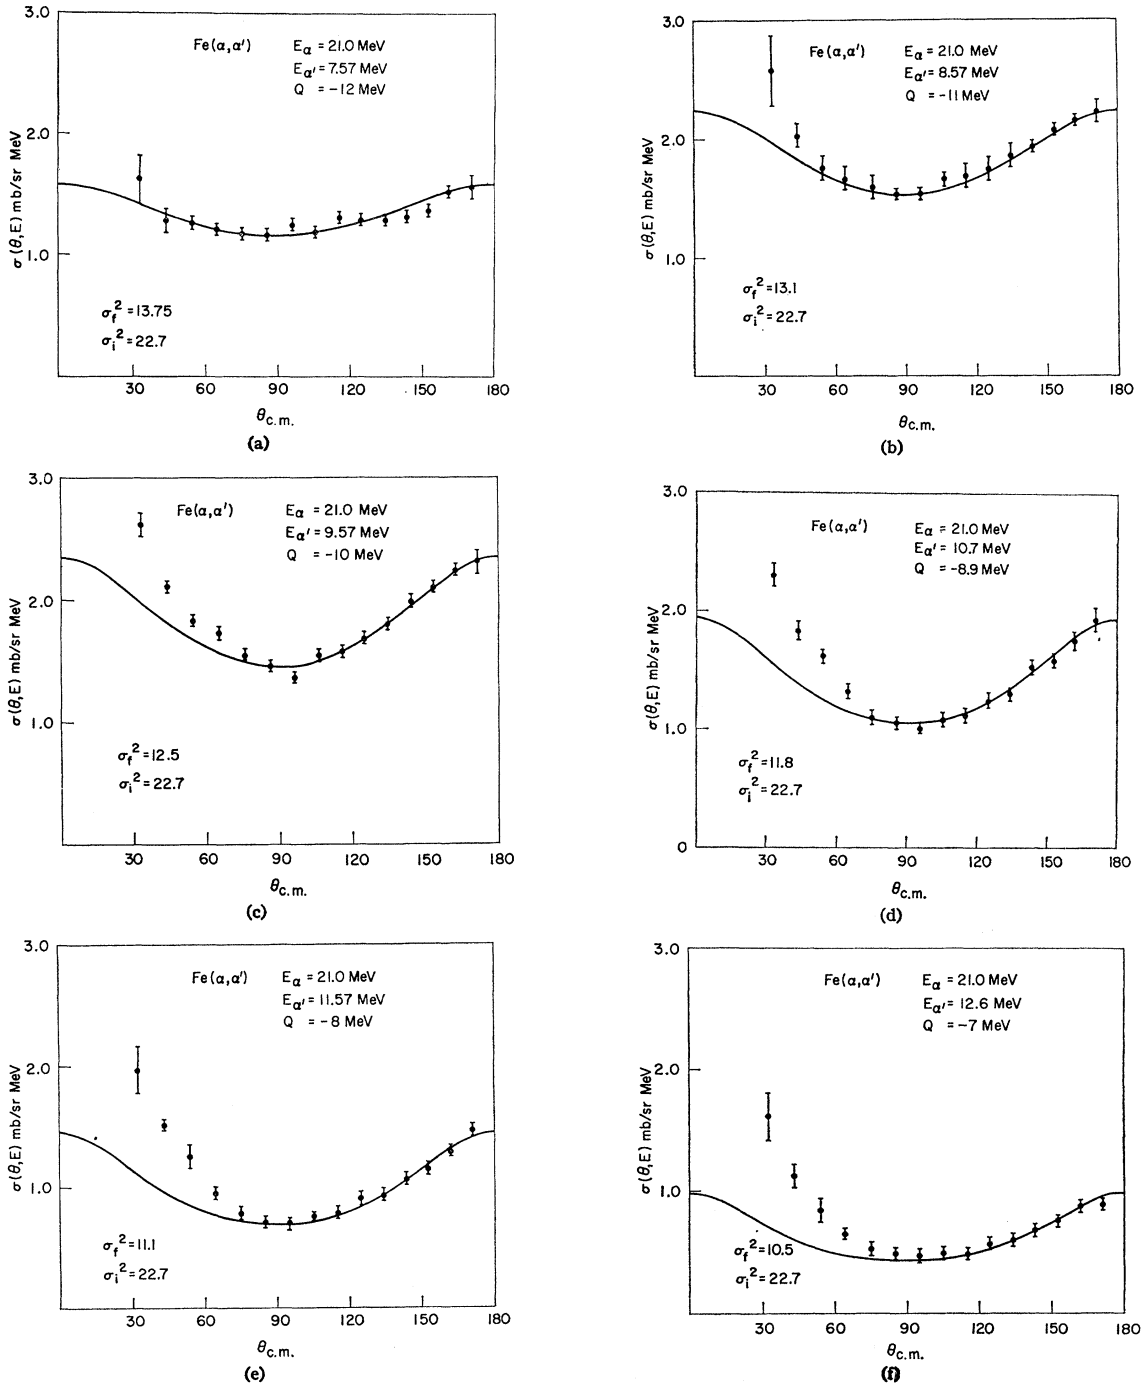 3.0
Fe(α,α′) Eα = 21.0 MeV
Eα′ = 7.57 MeV
Q = −12 MeV
2.0
σ(θ,E) mb/sr MeV
1.0
σf² = 13.75
σi² = 22.7
30 60 90 120 150 180
θc.m.
(a)
3.0
Fe(α,α′) Eα = 21.0 MeV
Eα′ = 8.57 MeV
Q = −11 MeV
2.0
σ(θ,E) mb/sr MeV
1.0
σf² = 13.1
σi² = 22.7
30 60 90 120 150 180
θc.m.
(b)
3.0
Fe(α,α′) Eα = 21.0 MeV
Eα′ = 9.57 MeV
Q = −10 MeV
2.0
σ(θ,E) mb/sr MeV
1.0
σf² = 12.5
σi² = 22.7
30 60 90 120 150 180
θc.m.
(c)
3.0
Fe(α,α′) Eα = 21.0 MeV
Eα′ = 10.7 MeV
Q = −8.9 MeV
2.0
σ(θ,E) mb/sr MeV
1.0
σf² = 11.8
σi² = 22.7
0
30 60 90 120 150 180
θc.m.
(d)
3.0
Fe(α,α′) Eα = 21.0 MeV
Eα′ = 11.57 MeV
Q = −8 MeV
2.0
σ(θ,E) mb/sr MeV
1.0
σf² = 11.1
σi² = 22.7
30 60 90 120 150 180
θc.m.
(e)
3.0
Fe(α,α′) Eα = 21.0 MeV
Eα′ = 12.6 MeV
Q = −7 MeV
2.0
σ(θ,E) mb/sr MeV
1.0
σf² = 10.5
σi² = 22.7
30 60 90 120 150 180
θc.m.
(f)